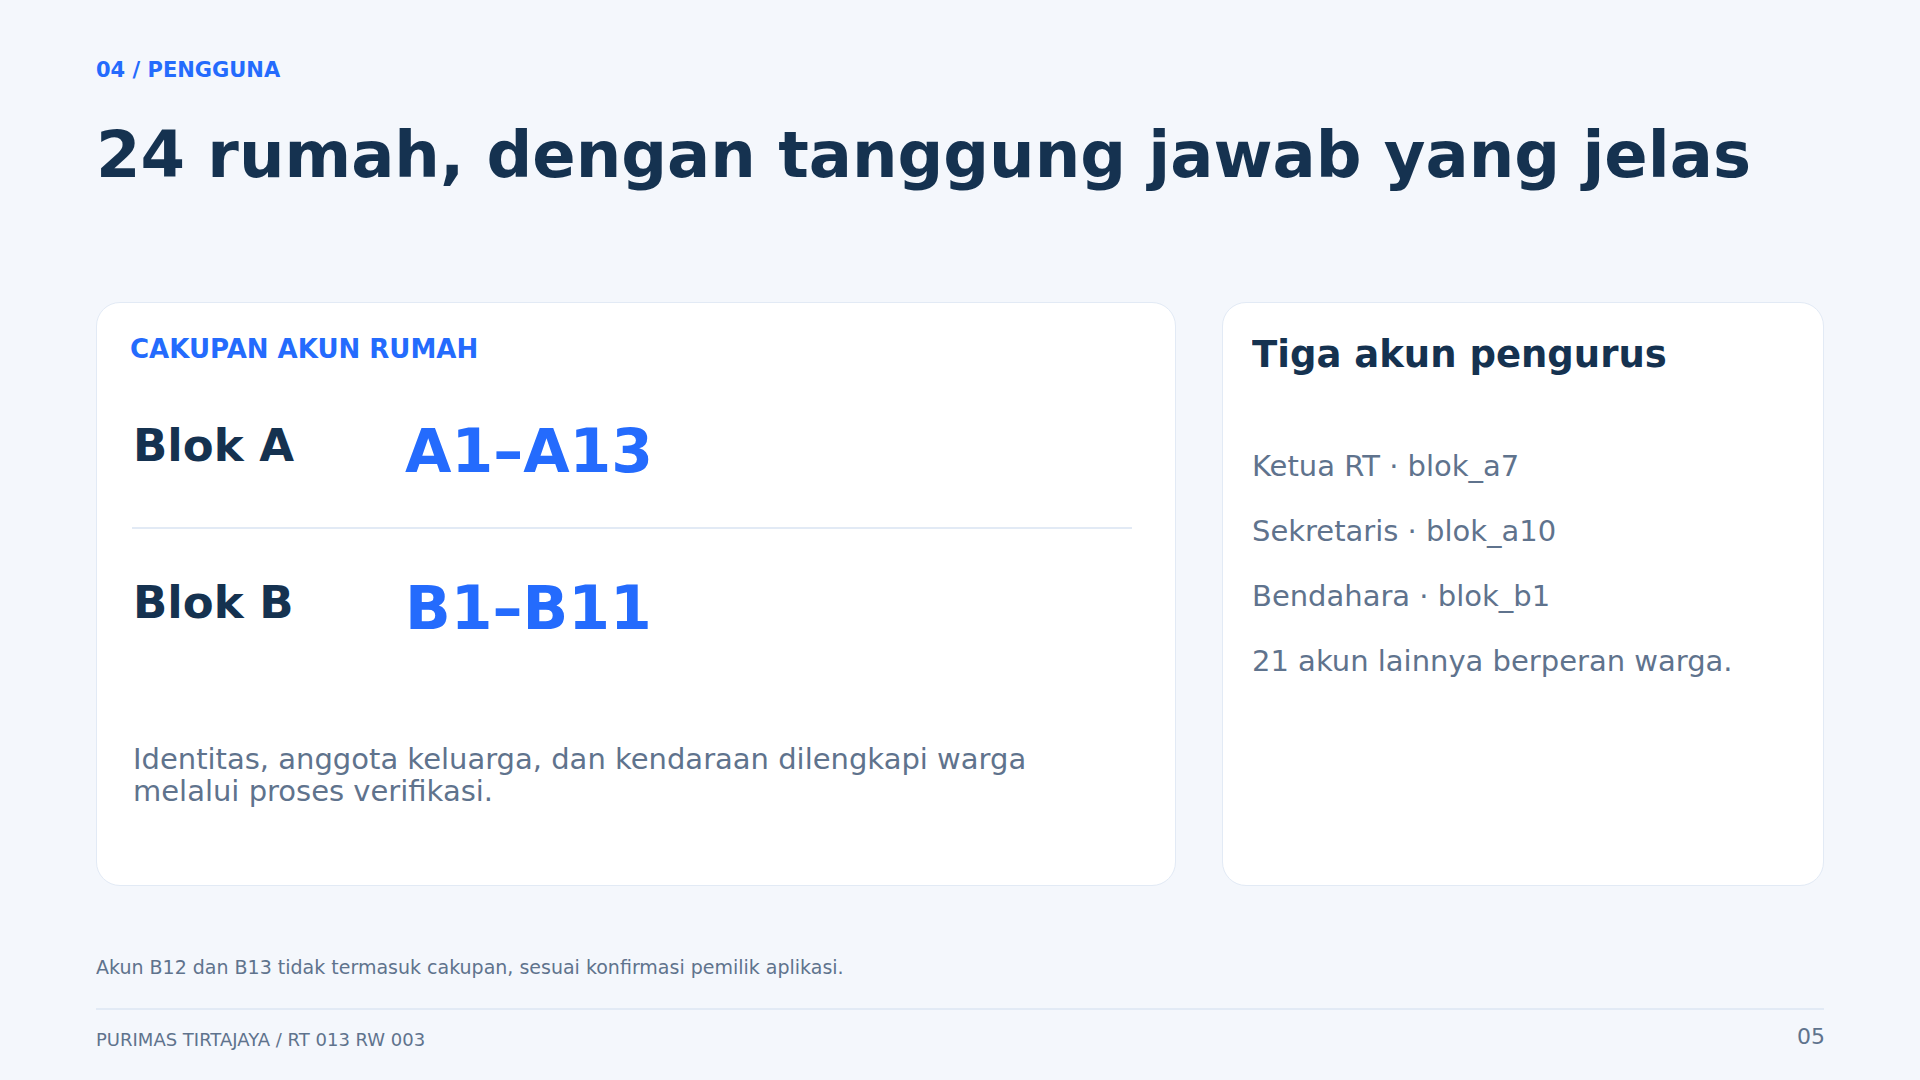 04 / PENGGUNA
24 rumah, dengan tanggung jawab yang jelas
CAKUPAN AKUN RUMAH
Blok A
A1–A13
Blok B
B1–B11
Identitas, anggota keluarga, dan kendaraan dilengkapi warga
melalui proses verifikasi.
Tiga akun pengurus
Ketua RT · blok_a7
Sekretaris · blok_a10
Bendahara · blok_b1
21 akun lainnya berperan warga.
Akun B12 dan B13 tidak termasuk cakupan, sesuai konfirmasi pemilik aplikasi.
PURIMAS TIRTAJAYA / RT 013 RW 003
05